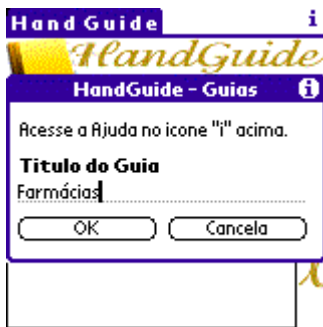 Hand Guide i
HandGuide
HandGuide - Guias i
Acesse a Ajuda no icone "i" acima.
Titulo do Guia
Farmácias
OK Cancela